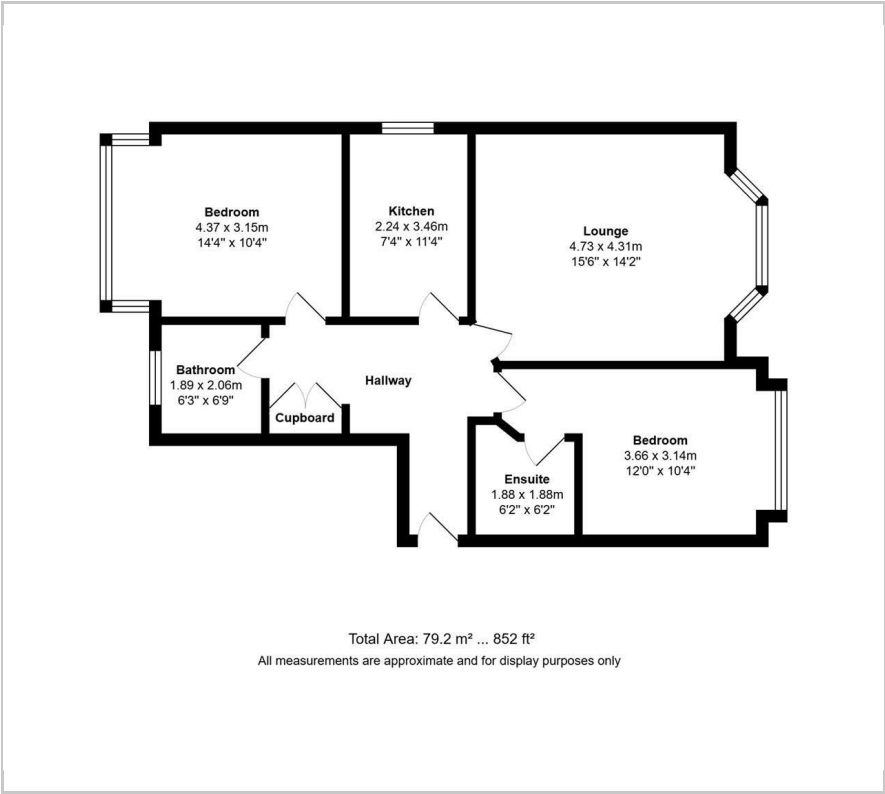 Bedroom
4.37 x 3.15m
14'4" x 10'4"
Kitchen
2.24 x 3.46m
7'4" x 11'4"
Lounge
4.73 x 4.31m
15'6" x 14'2"
Bathroom
1.89 x 2.06m
6'3" x 6'9"
Hallway
Cupboard
Bedroom
3.66 x 3.14m
12'0" x 10'4"
Ensuite
1.88 x 1.88m
6'2" x 6'2"
Total Area: 79.2 m² ... 852 ft²
All measurements are approximate and for display purposes only